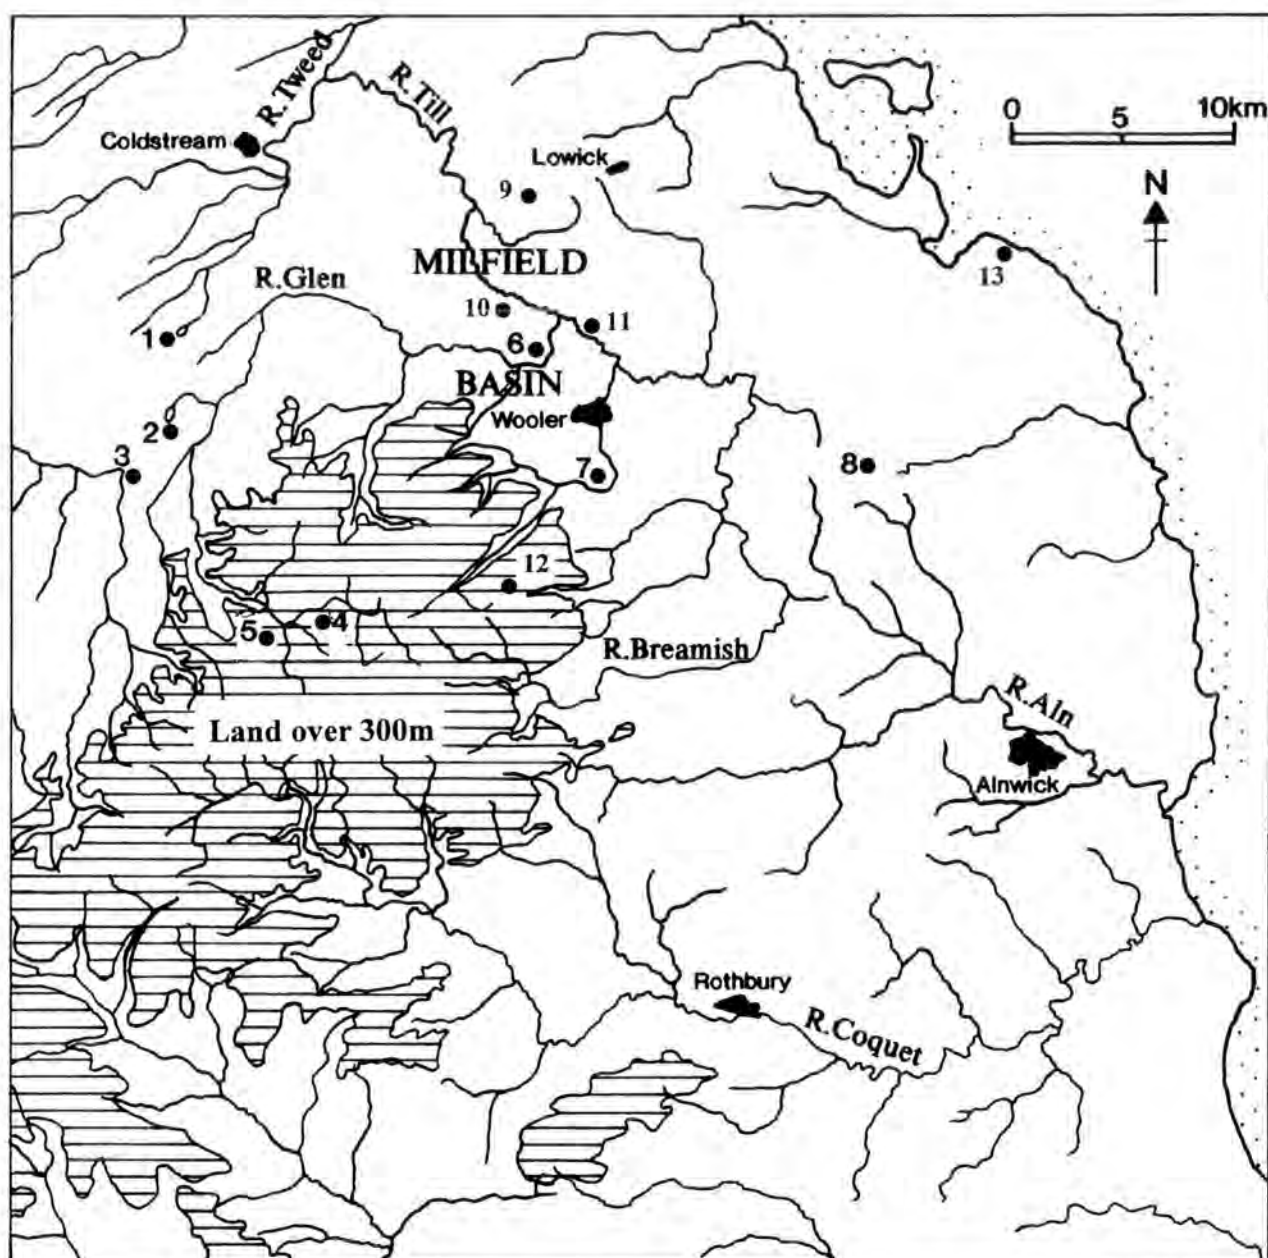 R.Tweed
R.Till
Coldstream
Lowick
0 5 10km
N
9
MILFIELD
R.Glen
13
10
11
1
6
BASIN
Wooler
2
3
7
8
12
4
5
R.Breamish
R.Aln
Land over 300m
Alnwick
Rothbury
R.Coquet